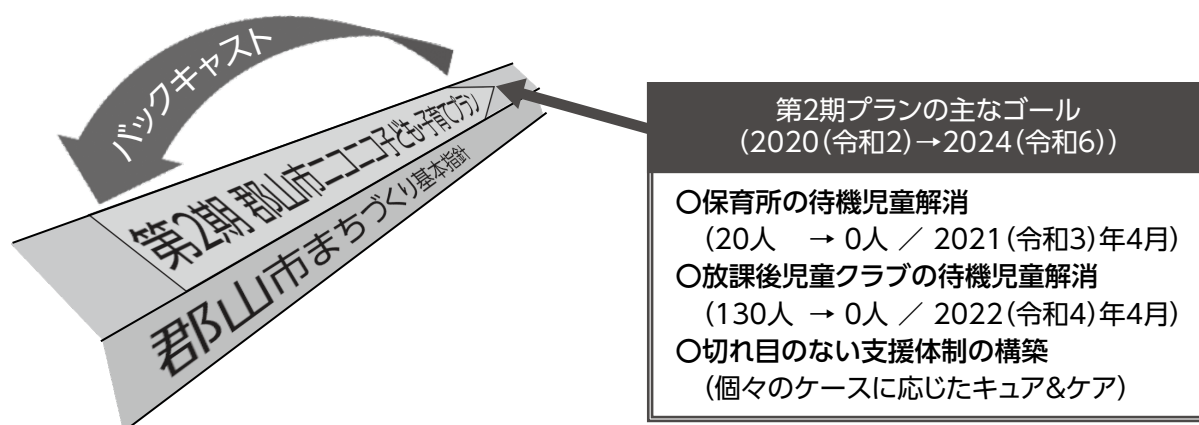 バックキャスト
第2期 郡山市ニコニコ子ども・子育てプラン
郡山市まちづくり基本指針
第2期プランの主なゴール
(2020(令和2)→2024(令和6))
〇保育所の待機児童解消
(20人 → 0人 / 2021(令和3)年4月)
〇放課後児童クラブの待機児童解消
(130人 → 0人 / 2022(令和4)年4月)
〇切れ目のない支援体制の構築
(個々のケースに応じたキュア&ケア)